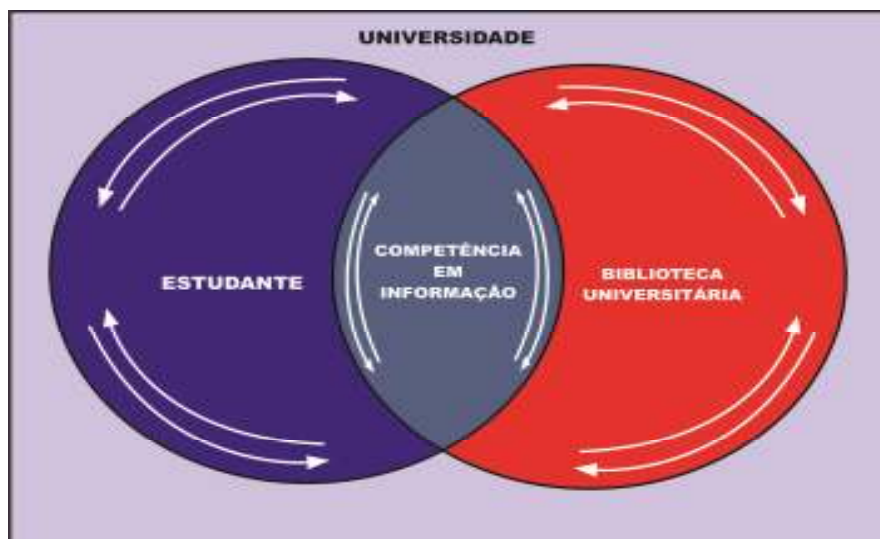 UNIVERSIDADE
ESTUDANTE
COMPETÊNCIA
EM
INFORMAÇÃO
BIBLIOTECA
UNIVERSITÁRIA